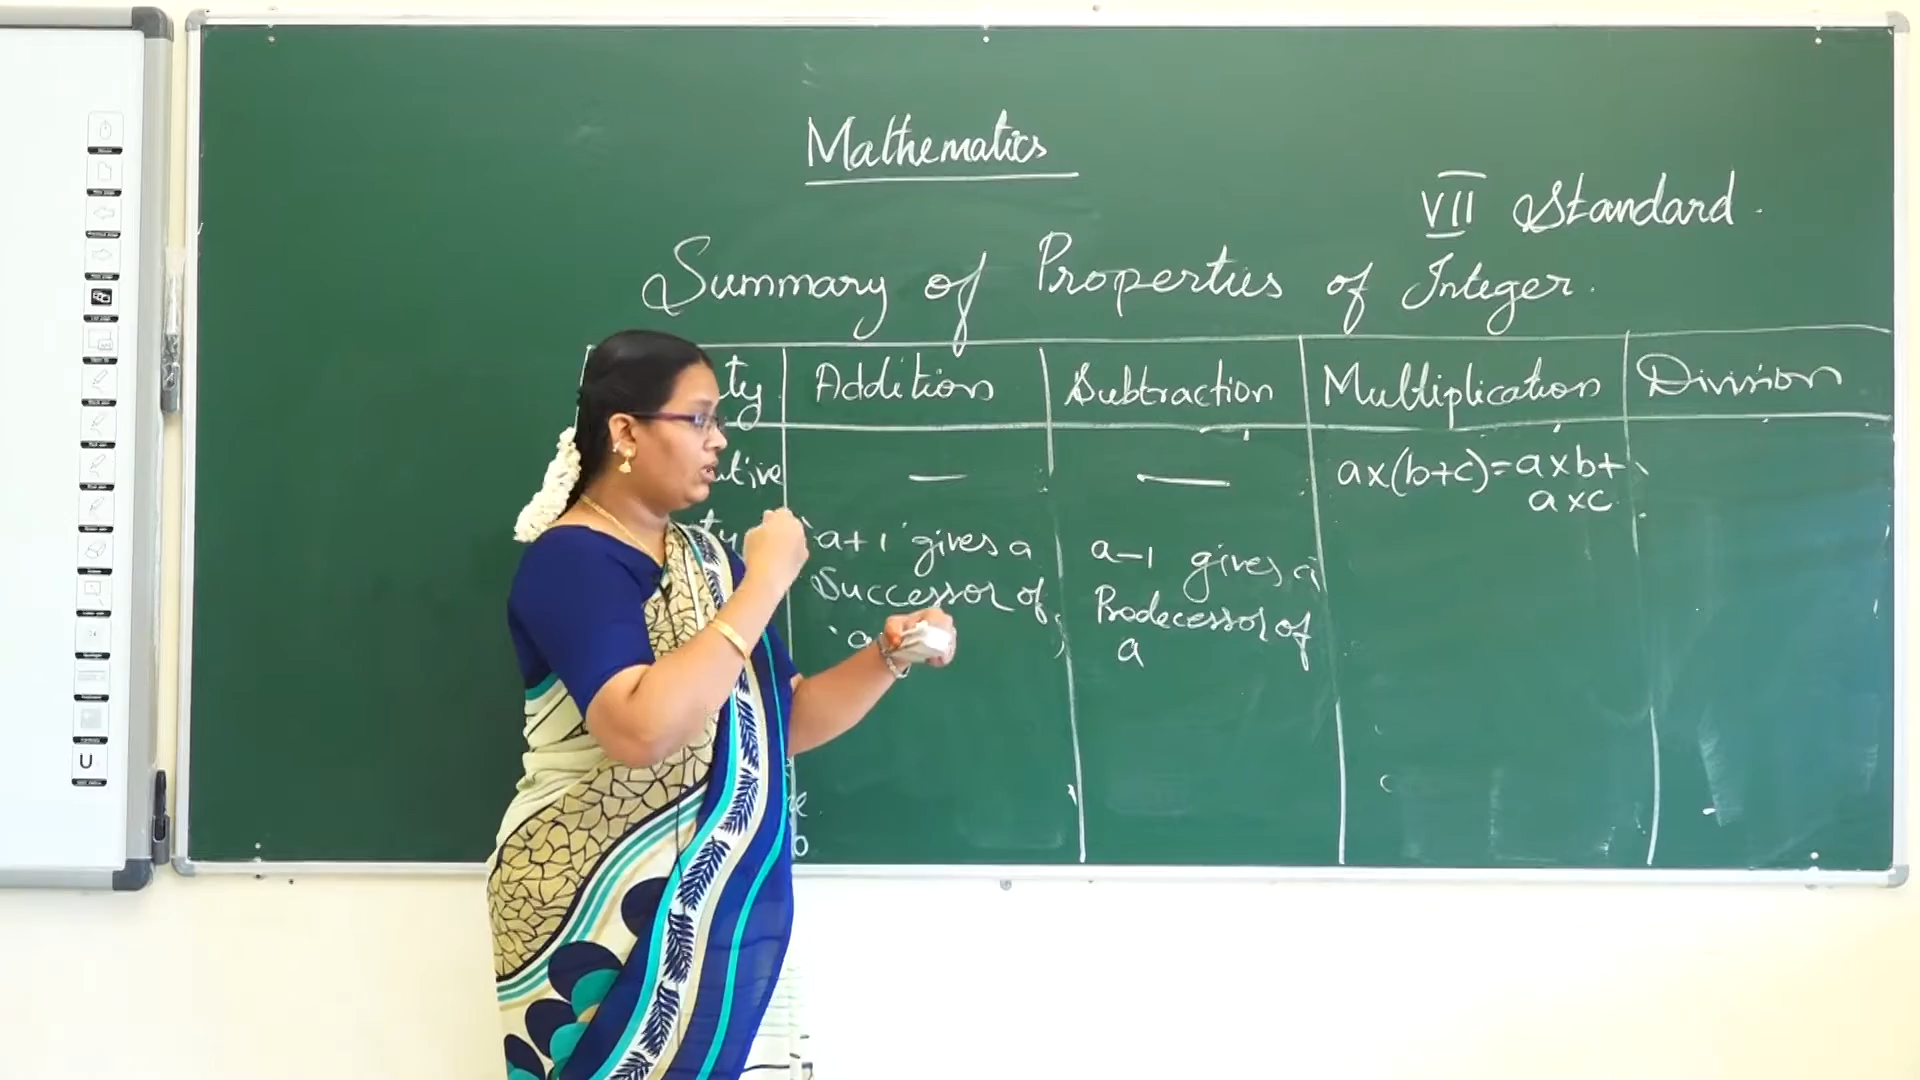 Mathematics
VII Standard.
Summary of Properties of Integer.
ty Addition Subtraction Multiplication Division
utive — — a×(b+c)=a×b+
a×c
ty 'a+1' gives a
Successor of
'a
a-1 gives a
Predecessor of
a
U